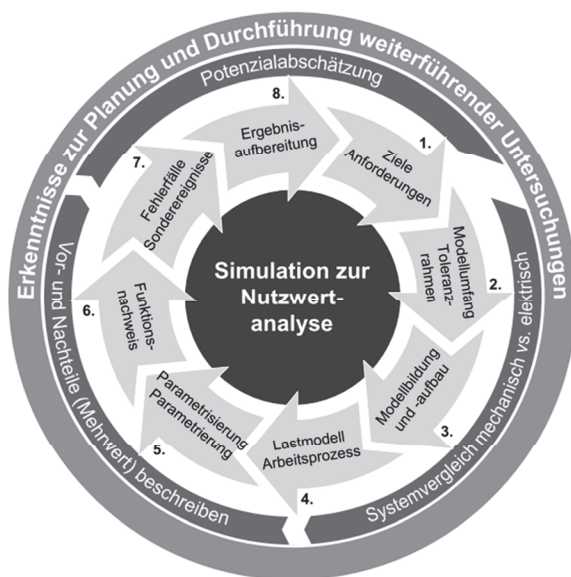 Erkenntnisse zur Planung und Durchführung weiterführender Untersuchungen
Potenzialabschätzung
Systemvergleich mechanisch vs. elektrisch
Vor- und Nachteile (Mehrwert) beschreiben
1.
Ziele
Anforderungen
2.
Modellumfang
Toleranz-
rahmen
3.
Modellbildung
und -aufbau
4.
Lastmodell
Arbeitsprozess
5.
Parametrisierung
Parametrierung
6.
Funktions-
nachweis
7.
Fehlerfälle
Sonderereignisse
8.
Ergebnis-
aufbereitung
Simulation zur
Nutzwert-
analyse